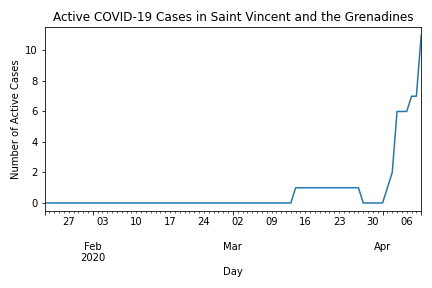 Active COVID-19 Cases in Saint Vincent and the Grenadines
Number of Active Cases
10
8
6
4
2
0
27 03 10 17 24 02 09 16 23 30 06
Feb Mar Apr
2020
Day